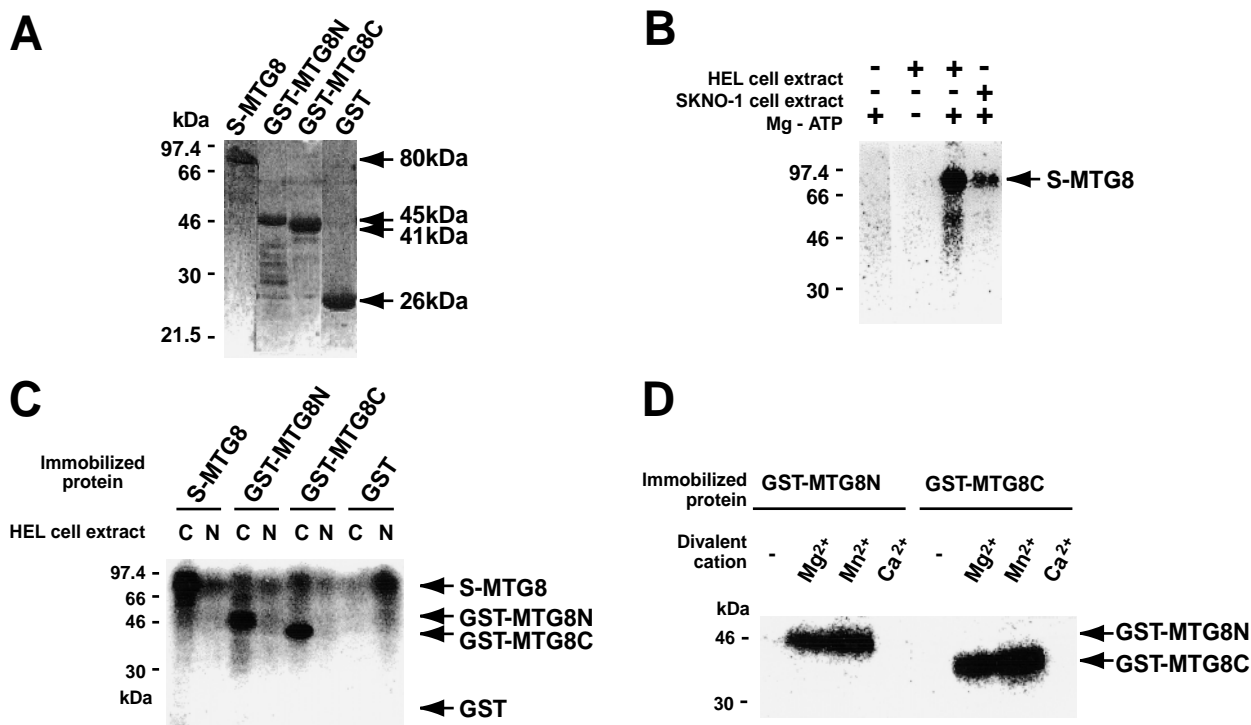 A
S-MTG8
GST-MTG8N
GST-MTG8C
GST
kDa
97.4 -
66 -
46 -
30 -
21.5 -
80kDa
45kDa
41kDa
26kDa
B
HEL cell extract - + + -
SKNO-1 cell extract - - - +
Mg - ATP + - + +
97.4 -
66 -
46 -
30 -
S-MTG8
C
Immobilized
protein
S-MTG8
GST-MTG8N
GST-MTG8C
GST
HEL cell extract C N C N C N C N
97.4 -
66 -
46 -
30 -
kDa
S-MTG8
GST-MTG8N
GST-MTG8C
GST
D
Immobilized
protein
GST-MTG8N
GST-MTG8C
Divalent
cation
- Mg2+ Mn2+ Ca2+ - Mg2+ Mn2+ Ca2+
kDa
46 -
30 -
GST-MTG8N
GST-MTG8C